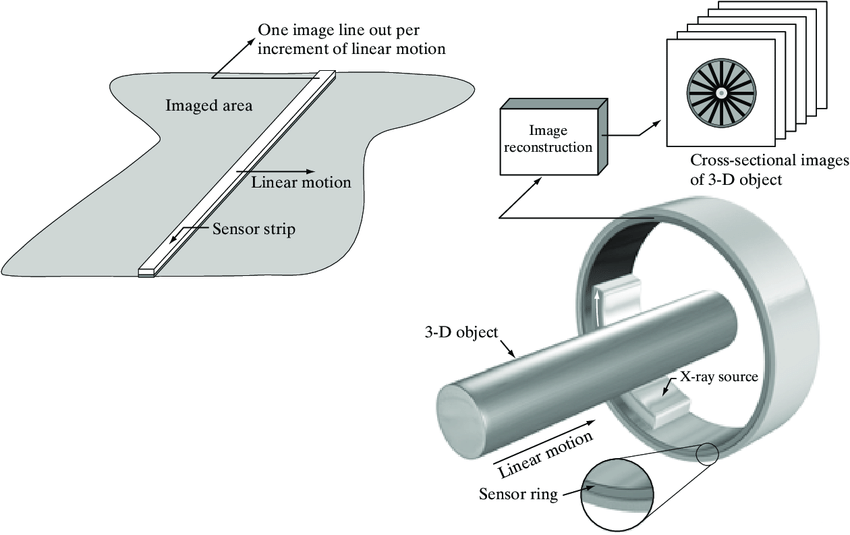 One image line out per
increment of linear motion
Imaged area
Linear motion
Sensor strip
Image
reconstruction
Cross-sectional images
of 3-D object
3-D object
X-ray source
Linear motion
Sensor ring